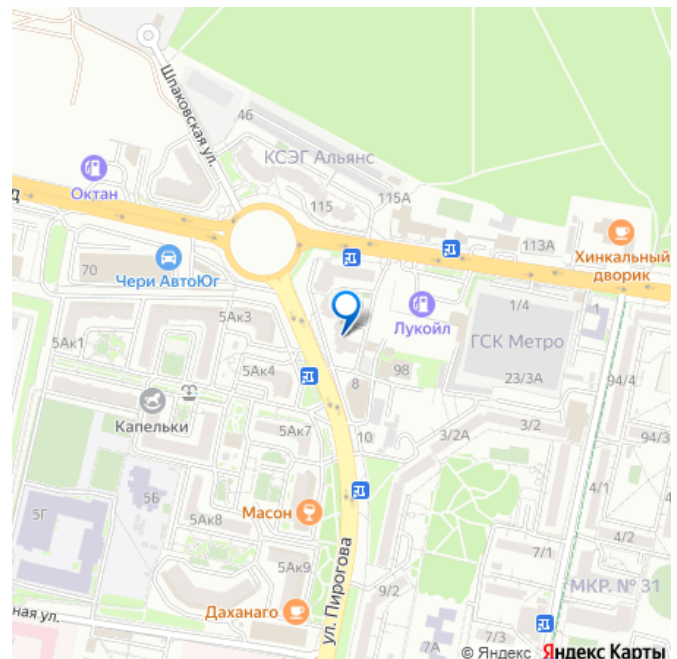 Шпаковская ул.
46
КСЭГ Альянс
Октан
115
115А
д
113А
Хинкальный
дворик
70
Чери АвтоЮг
5Ак3
Лукойл
1/4
1
ГСК Метро
5Ак1
5Ак4
8
98
23/3А
94/4
Капельки
5Ак7
10
3/2А
3/2
94/3
5Г
5Б
Масон
5Ак8
4/1
4/2
ул. Пирогова
7/1
5Ак9
9/2
МКР. № 31
ная ул.
Даханаго
7А
7/3
© Яндекс Яндекс Карты